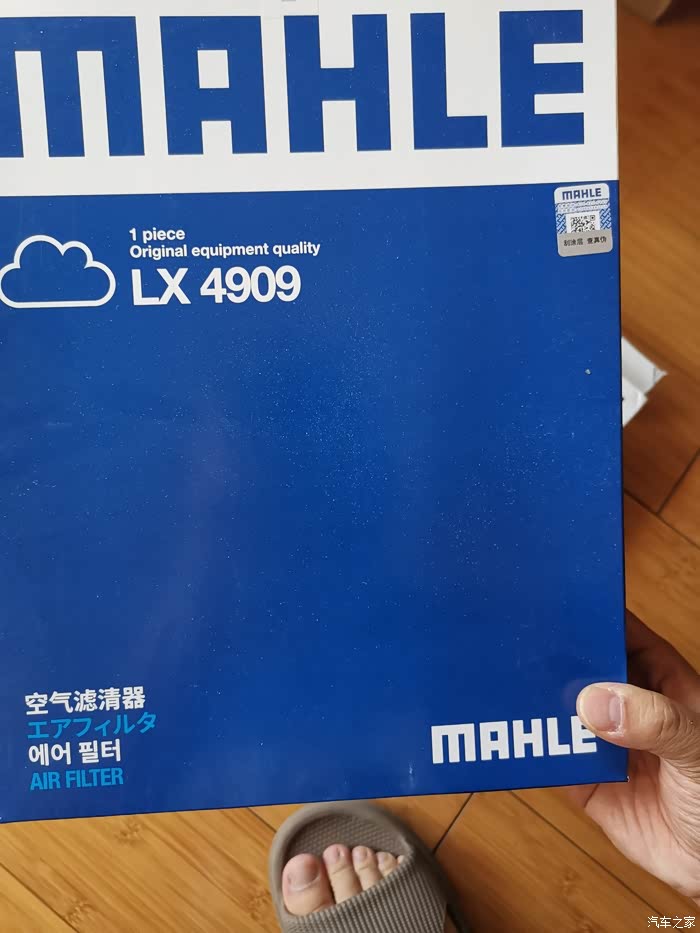 MAHLE
MAHLE
刮涂层 查真伪
1 piece
Original equipment quality
LX 4909
空气滤清器
エアフィルタ
에어 필터
AIR FILTER
MAHLE
汽车之家